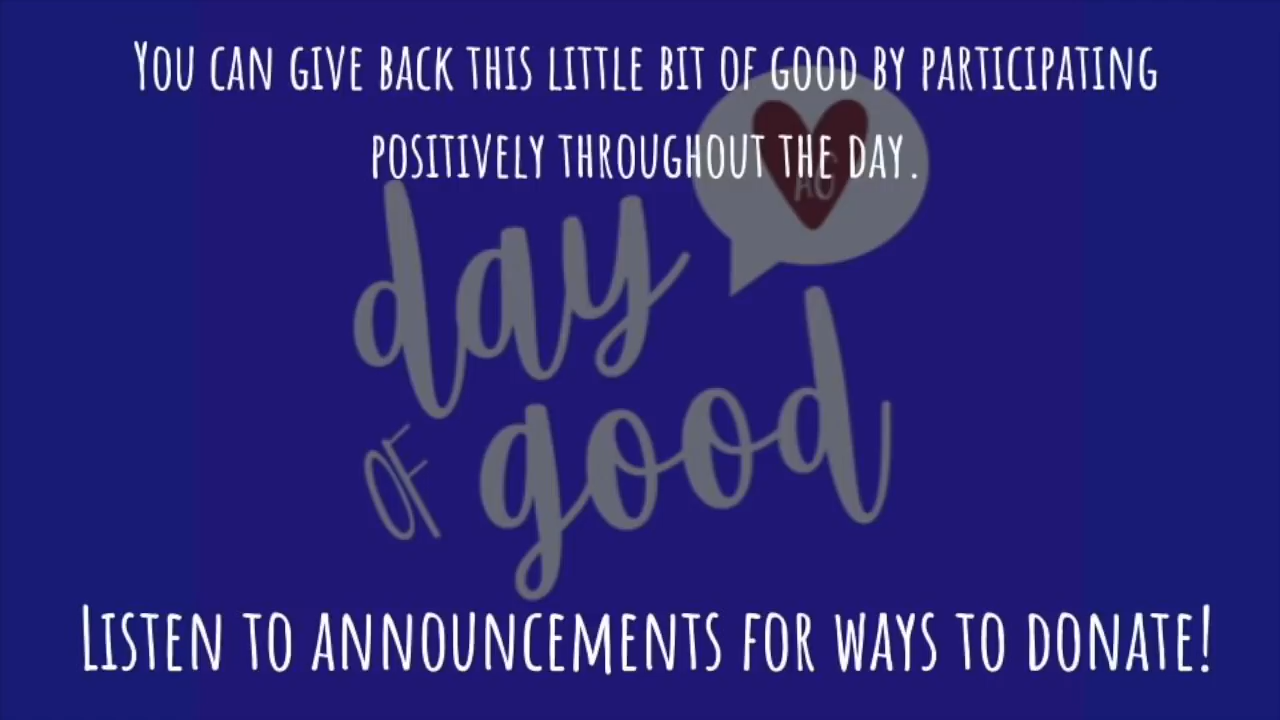 You can give back this little bit of good by participating
positively throughout the day.
AG
day
OF
good
Listen to announcements for ways to donate!